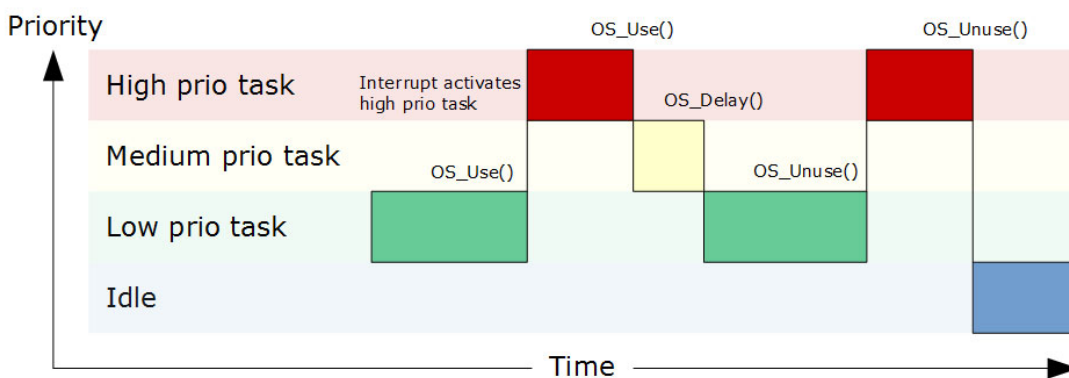 Priority
OS_Use()
OS_Unuse()
High prio task
Interrupt activates
high prio task
OS_Delay()
Medium prio task
OS_Use()
OS_Unuse()
Low prio task
Idle
Time